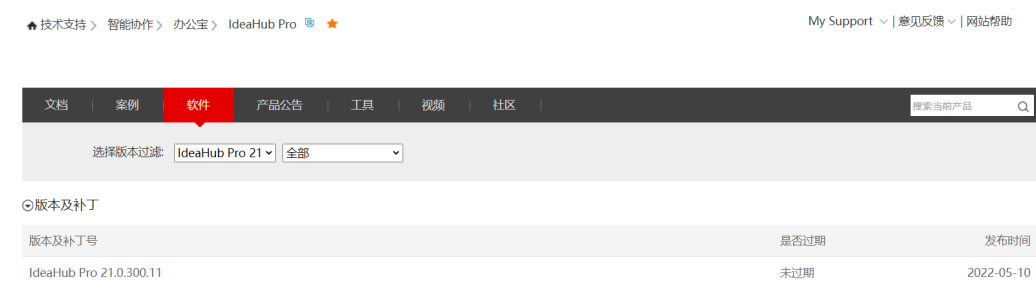 技术支持 > 智能协作 > 办公宝 > IdeaHub Pro My Support | 意见反馈 | 网站帮助
文档 | 案例 软件 产品公告 | 工具 | 视频 | 社区 | 搜索当前产品
选择版本过滤: IdeaHub Pro 21 全部
版本及补丁
版本及补丁号 是否过期 发布时间
IdeaHub Pro 21.0.300.11 未过期 2022-05-10